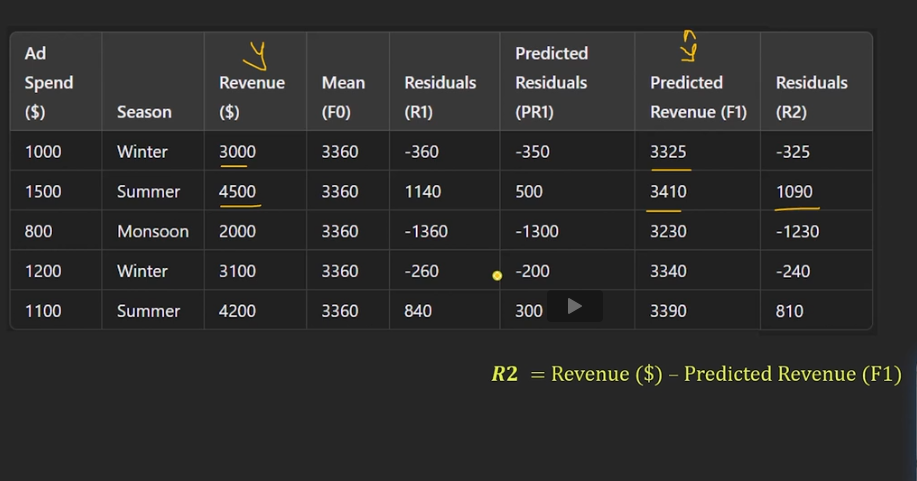 y ŷ
Ad Spend ($) Season Revenue ($) Mean (F0) Residuals (R1) Predicted Residuals (PR1) Predicted Revenue (F1) Residuals (R2)
1000 Winter 3000 3360 -360 -350 3325 -325
1500 Summer 4500 3360 1140 500 3410 1090
800 Monsoon 2000 3360 -1360 -1300 3230 -1230
1200 Winter 3100 3360 -260 -200 3340 -240
1100 Summer 4200 3360 840 300 3390 810
R2 = Revenue ($) – Predicted Revenue (F1)